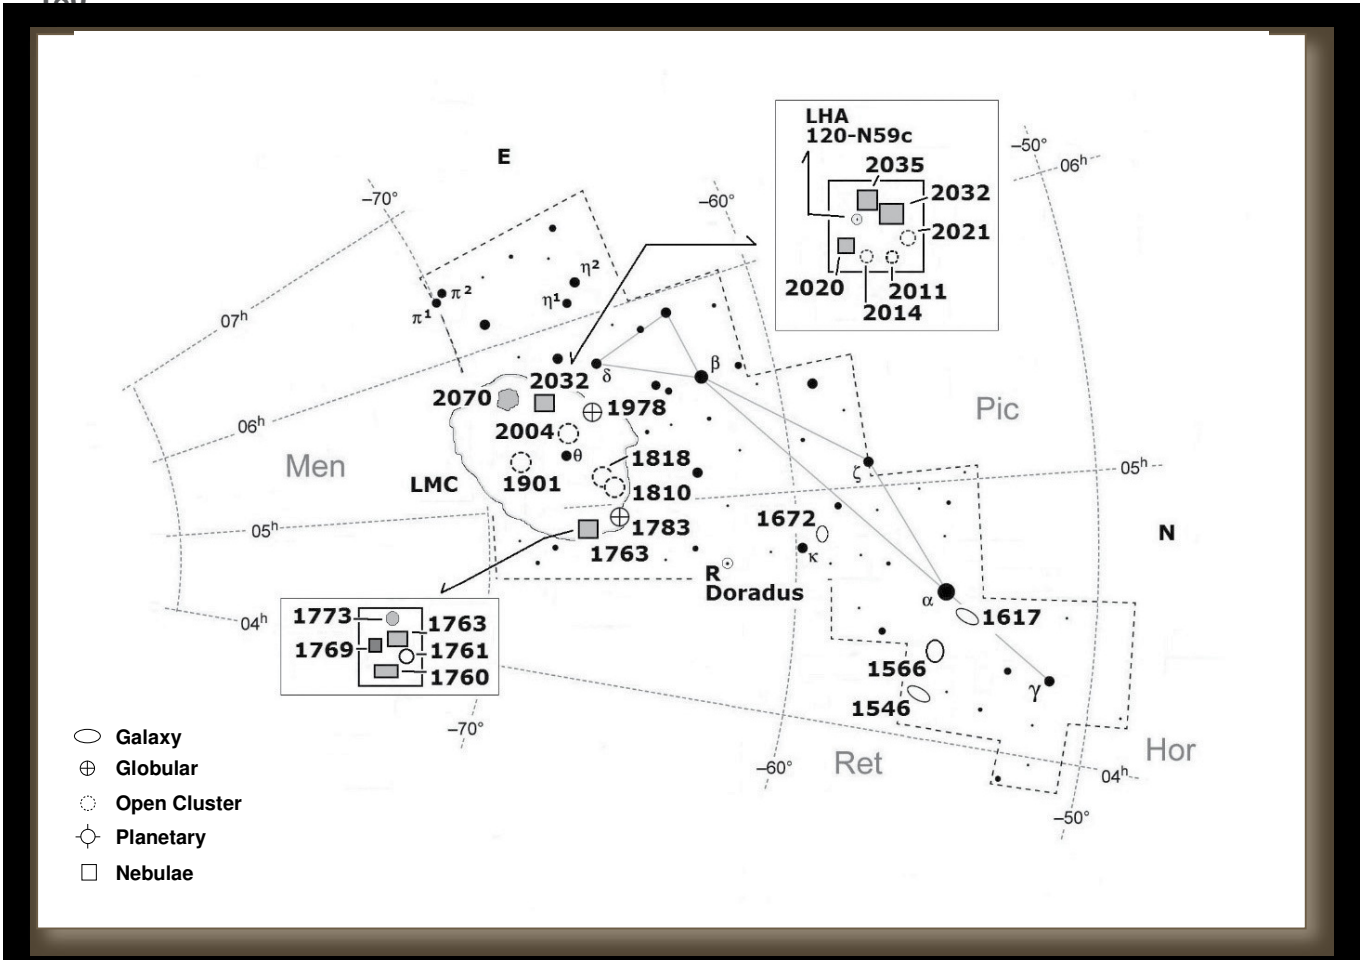 E
–70°
–60°
–50°
06h
LHA
120-N59c
2035
2032
2021
2020
2011
2014
07h
π2
π1
η2
η1
06h
δ
β
2070
2032
1978
2004
θ
1818
1901
1810
LMC
1783
1763
Men
Pic
ζ
05h
05h
1672
κ
N
R
Doradus
α
1617
04h
1773
1763
1769
1761
1760
1566
1546
γ
–70°
–60°
Ret
Hor
04h
–50°
Galaxy
Globular
Open Cluster
Planetary
Nebulae